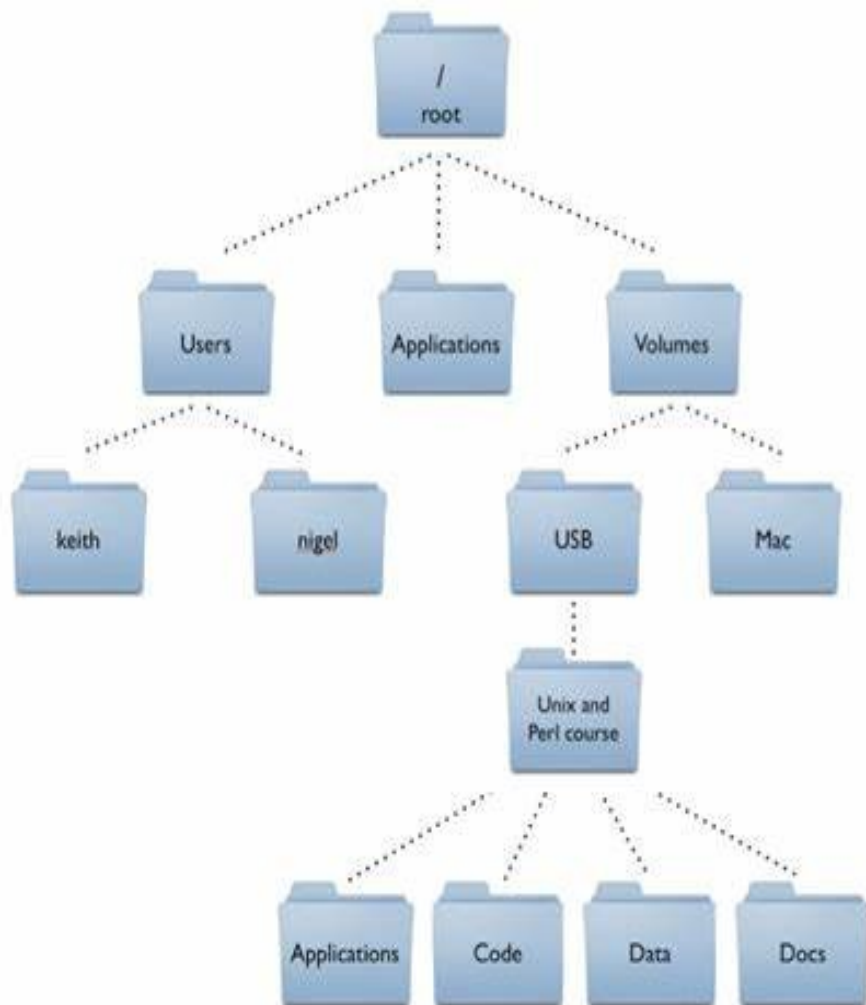 /
root
Users
Applications
Volumes
keith
nigel
USB
Mac
Unix and
Perl course
Applications
Code
Data
Docs